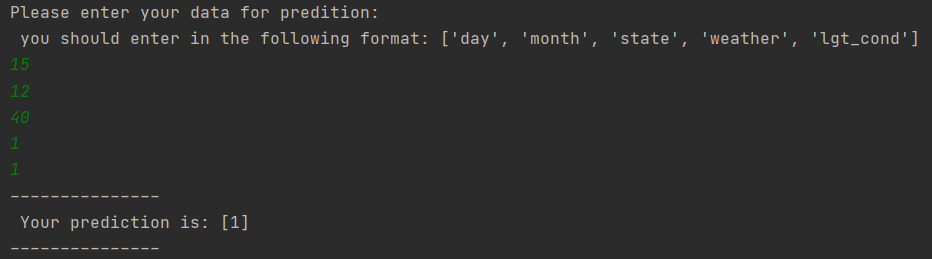 Please enter your data for predition:
you should enter in the following format: ['day', 'month', 'state', 'weather', 'lgt_cond']
15
12
40
1
1
---------------
Your prediction is: [1]
---------------